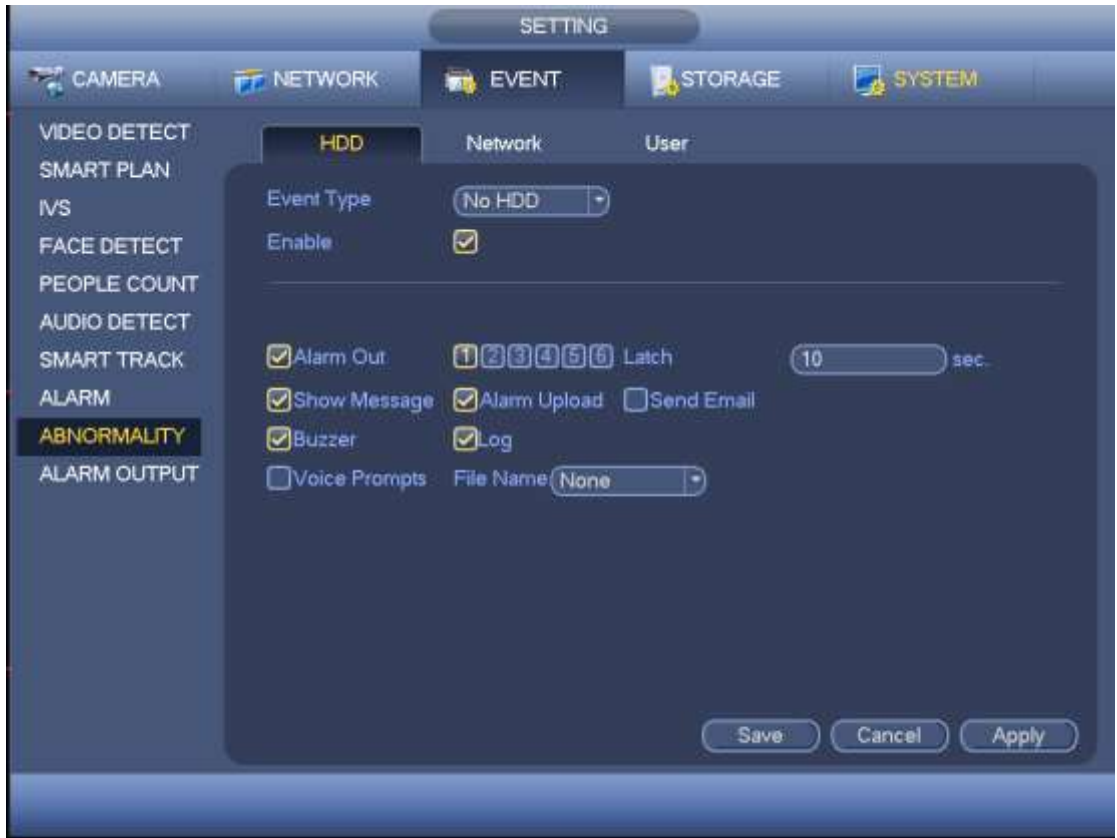 SETTING
CAMERA NETWORK EVENT STORAGE SYSTEM
VIDEO DETECT
SMART PLAN
IVS
FACE DETECT
PEOPLE COUNT
AUDIO DETECT
SMART TRACK
ALARM
ABNORMALITY
ALARM OUTPUT
HDD Network User
Event Type No HDD
Enable
Alarm Out 1 2 3 4 5 6 Latch 10 sec.
Show Message Alarm Upload Send Email
Buzzer Log
Voice Prompts File Name None
Save Cancel Apply